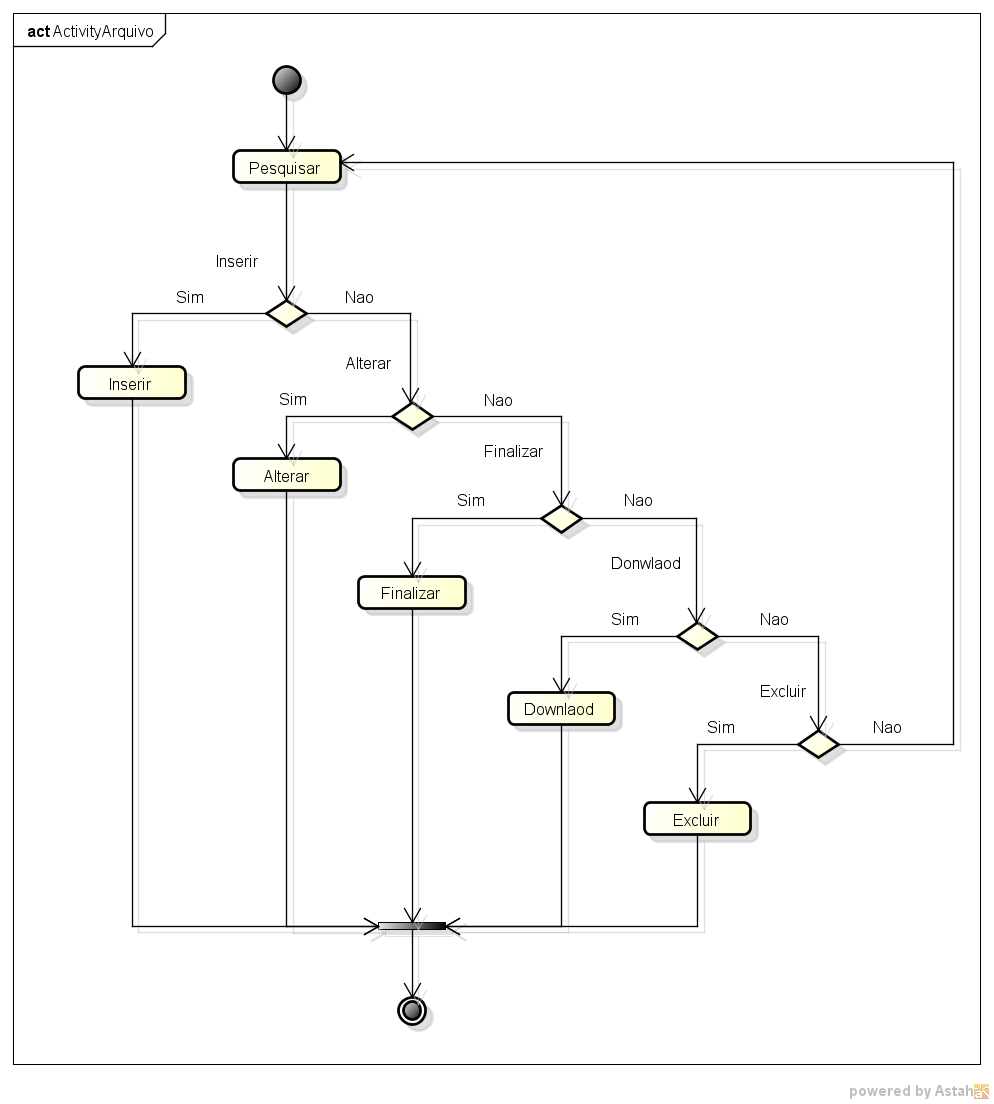 act ActivityArquivo
Pesquisar
Inserir
Sim
Nao
Inserir
Alterar
Sim
Nao
Alterar
Finalizar
Sim
Nao
Finalizar
Donwlaod
Sim
Nao
Downlaod
Excluir
Sim
Nao
Excluir
powered by Astah